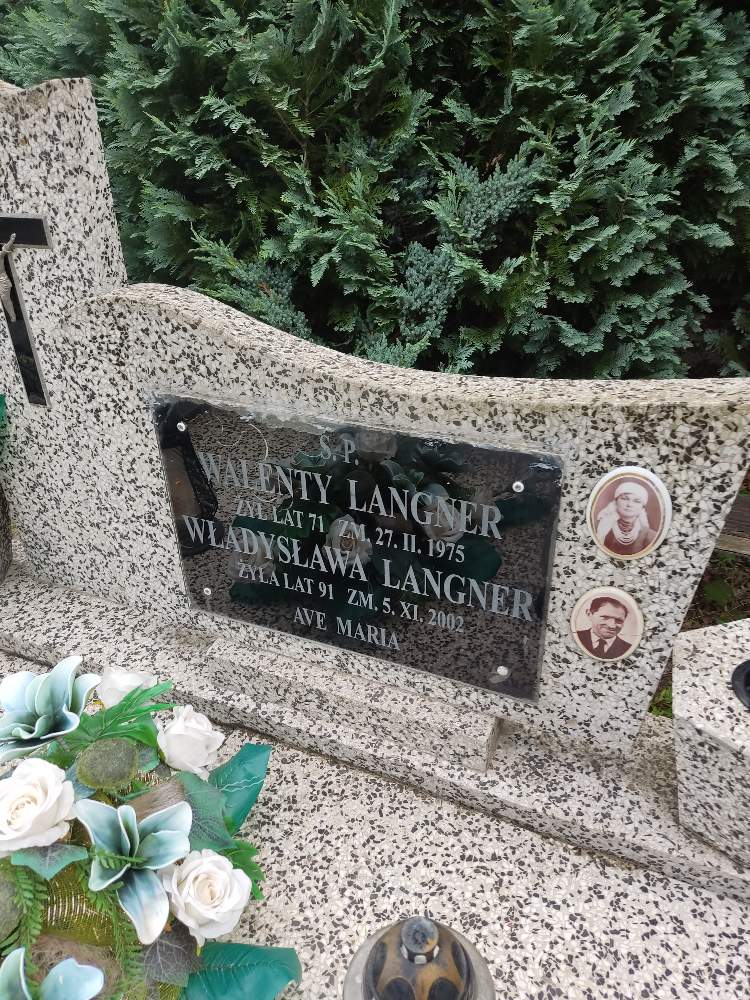 Ś. P.
WALENTY LANGNER
ŻYŁ LAT 71 ZM. 27. II. 1975
WŁADYSŁAWA LANGNER
ŻYŁA LAT 91 ZM. 5. XI. 2002
AVE MARIA